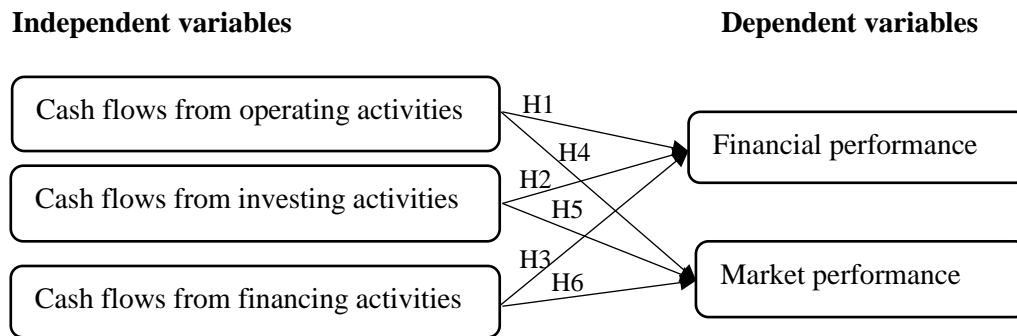 Independent variables
Dependent variables
Cash flows from operating activities
Cash flows from investing activities
Cash flows from financing activities
H1
H4
H2
H5
H3
H6
Financial performance
Market performance